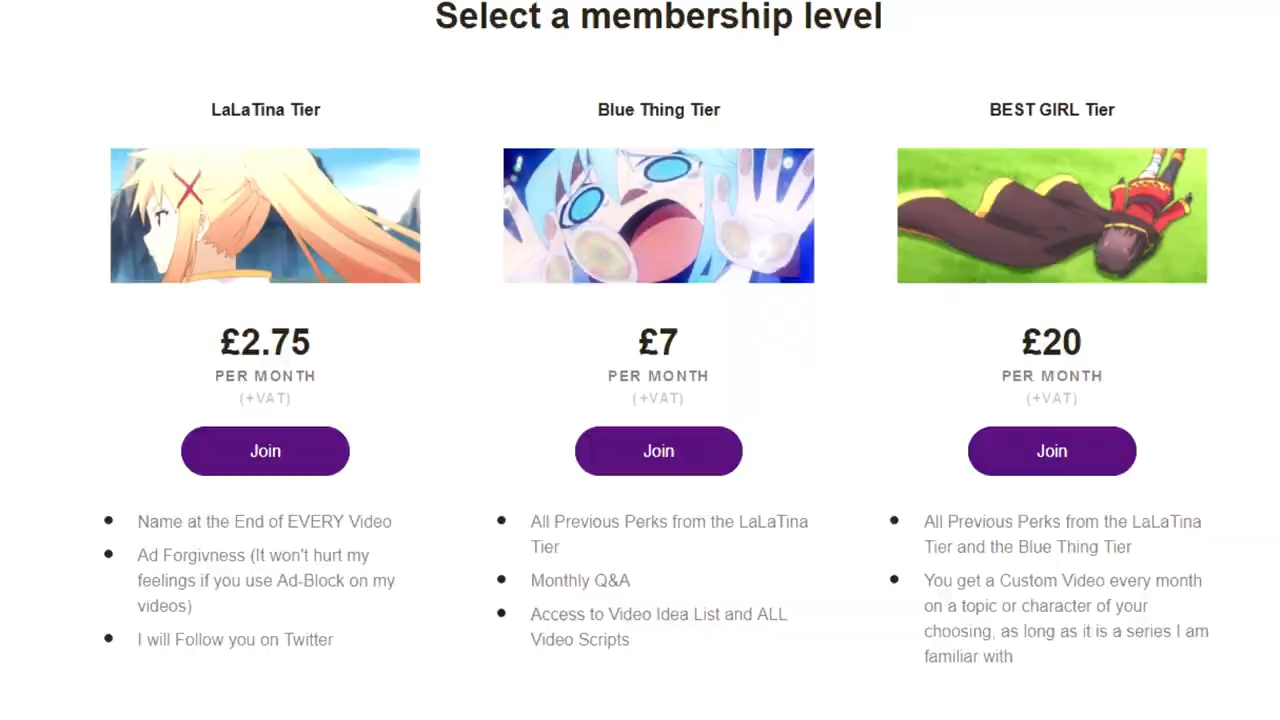 Select a membership level
LaLaTina Tier
£2.75
PER MONTH
(+VAT)
Join
Name at the End of EVERY Video
Ad Forgivness (It won't hurt my
feelings if you use Ad-Block on my
videos)
I will Follow you on Twitter
Blue Thing Tier
£7
PER MONTH
(+VAT)
Join
All Previous Perks from the LaLaTina
Tier
Monthly Q&A
Access to Video Idea List and ALL
Video Scripts
BEST GIRL Tier
£20
PER MONTH
(+VAT)
Join
All Previous Perks from the LaLaTina
Tier and the Blue Thing Tier
You get a Custom Video every month
on a topic or character of your
choosing, as long as it is a series I am
familiar with